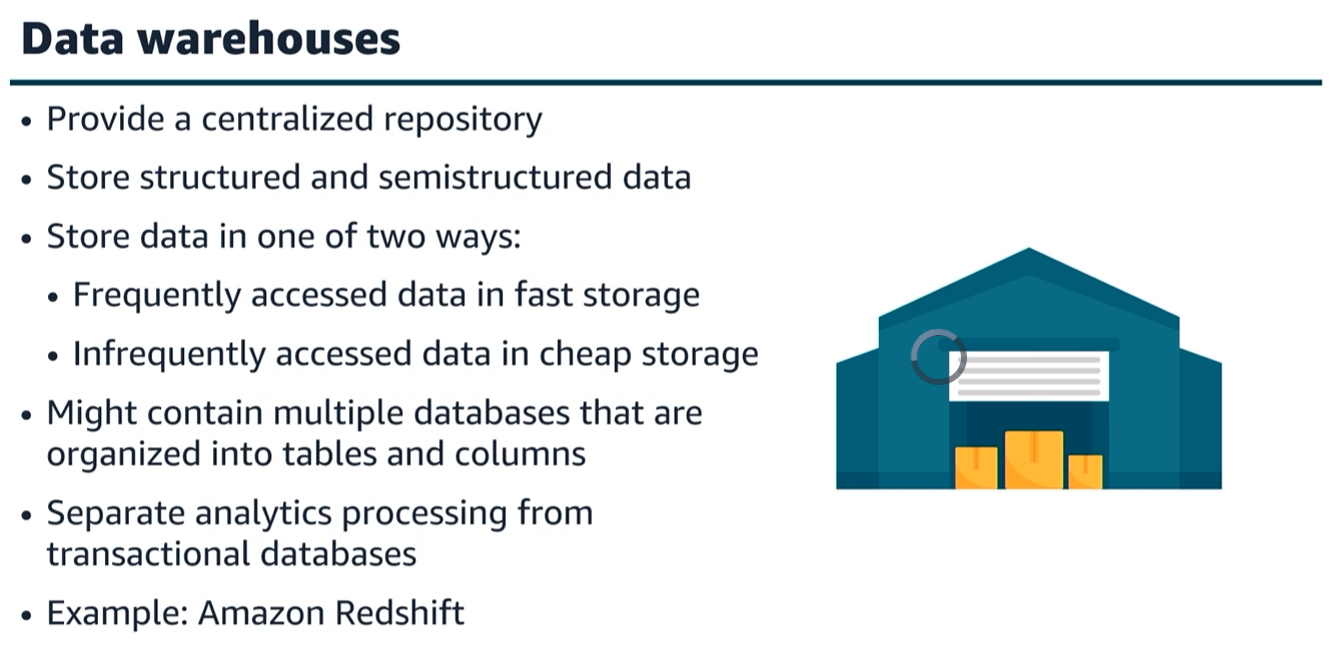 Data warehouses
• Provide a centralized repository
• Store structured and semistructured data
• Store data in one of two ways:
• Frequently accessed data in fast storage
• Infrequently accessed data in cheap storage
• Might contain multiple databases that are
organized into tables and columns
• Separate analytics processing from
transactional databases
• Example: Amazon Redshift